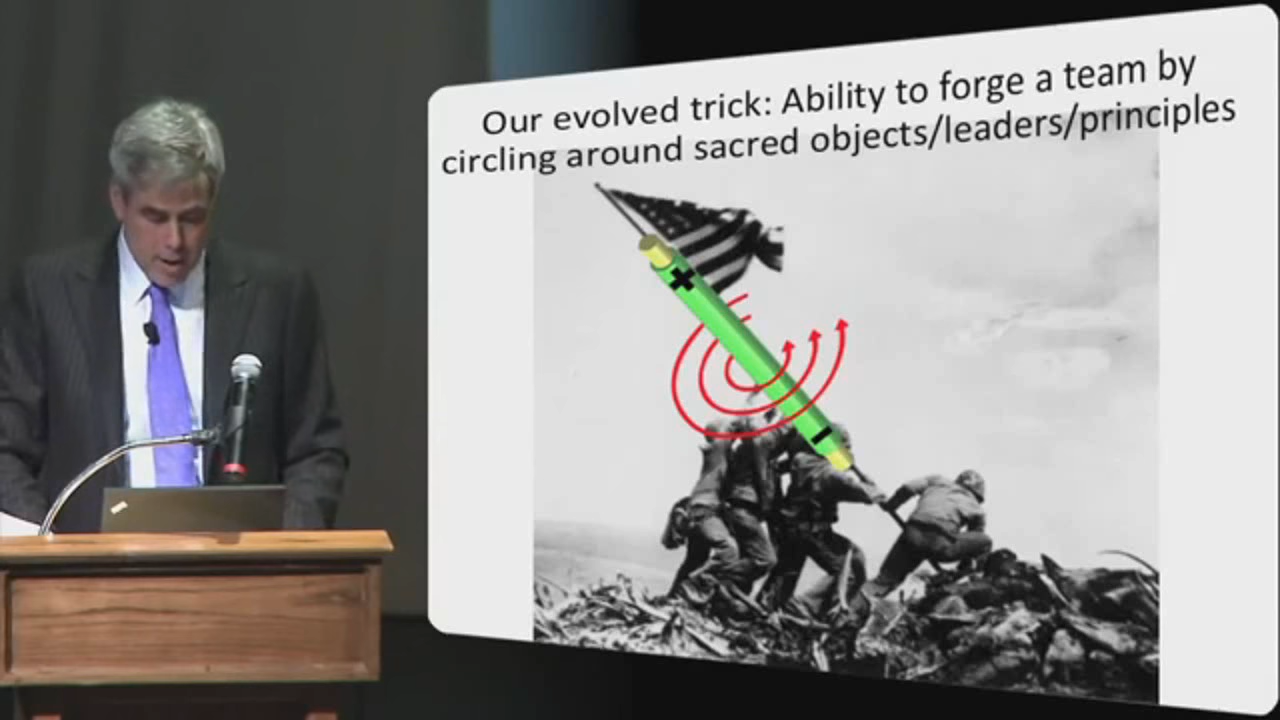 Our evolved trick: Ability to forge a team by
circling around sacred objects/leaders/principles
+
-